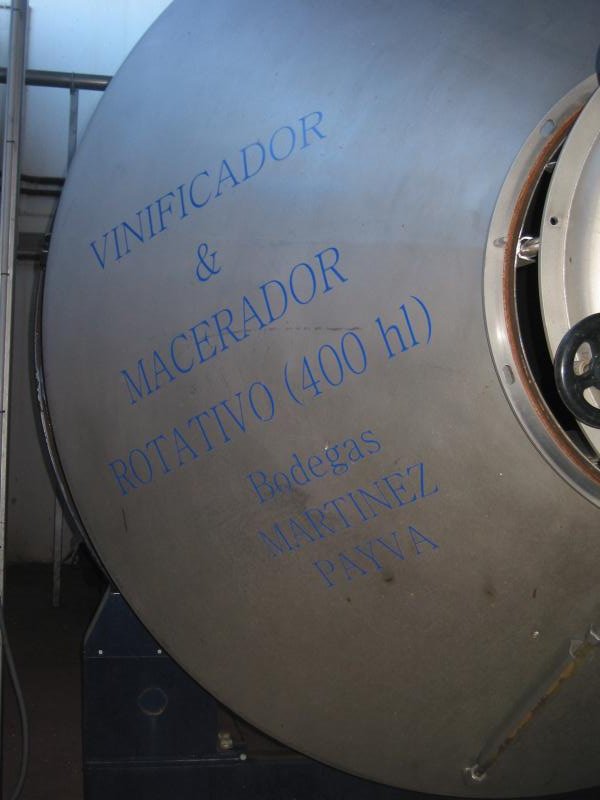 VINIFICADOR
&
MACERADOR
ROTATIVO (400 hl)
Bodegas
MARTINEZ
PAYVA